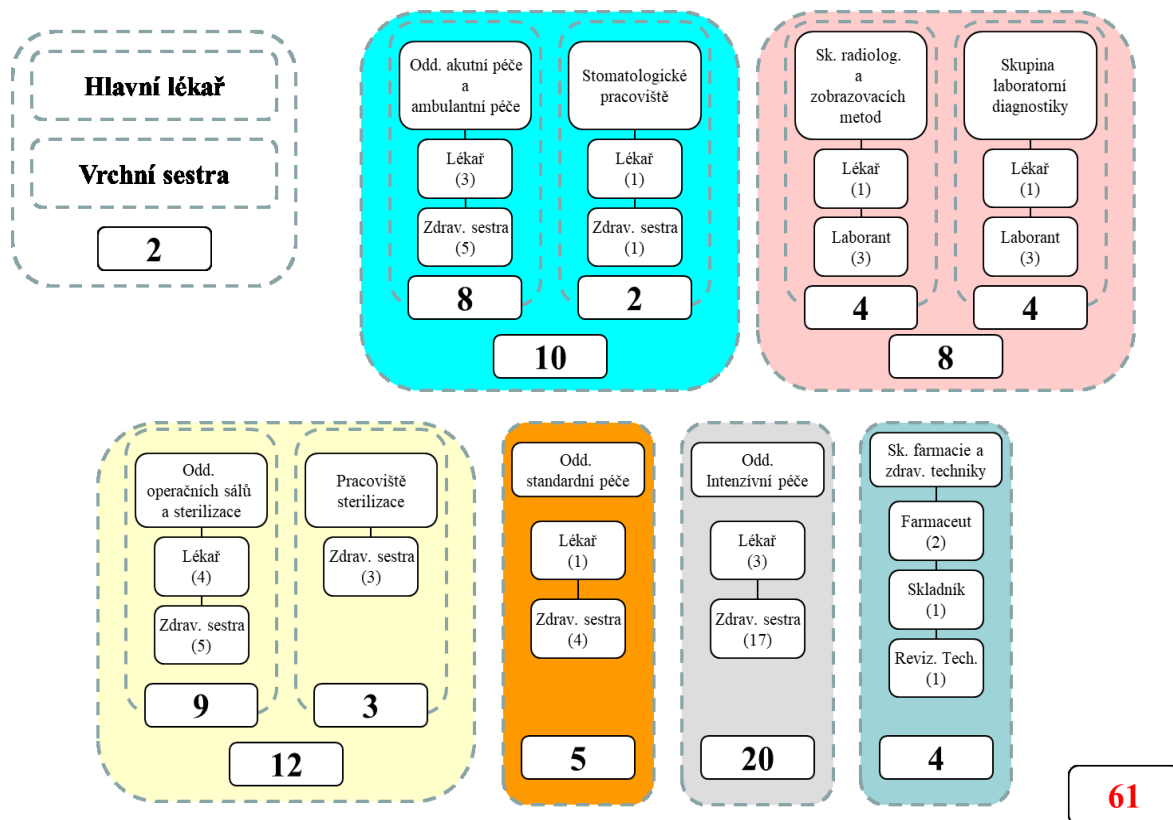 Hlavní lékař
Vrchní sestra
2
Odd. akutní péče
a
ambulantní péče
Lékař
(3)
Zdrav. sestra
(5)
8
Stomatologické
pracoviště
Lékař
(1)
Zdrav. sestra
(1)
2
10
Sk. radiolog.
a
zobrazovacích
metod
Lékař
(1)
Laborant
(3)
4
Skupina
laboratorní
diagnostiky
Lékař
(1)
Laborant
(3)
4
8
Odd.
operačních sálů
a sterilizace
Lékař
(4)
Zdrav. sestra
(5)
9
Pracoviště
sterilizace
Zdrav. sestra
(3)
3
12
Odd.
standardní péče
Lékař
(1)
Zdrav. sestra
(4)
5
Odd.
Intenzívní péče
Lékař
(3)
Zdrav. sestra
(17)
20
Sk. farmacie a
zdrav. techniky
Farmaceut
(2)
Skladník
(1)
Reviz. Tech.
(1)
4
61